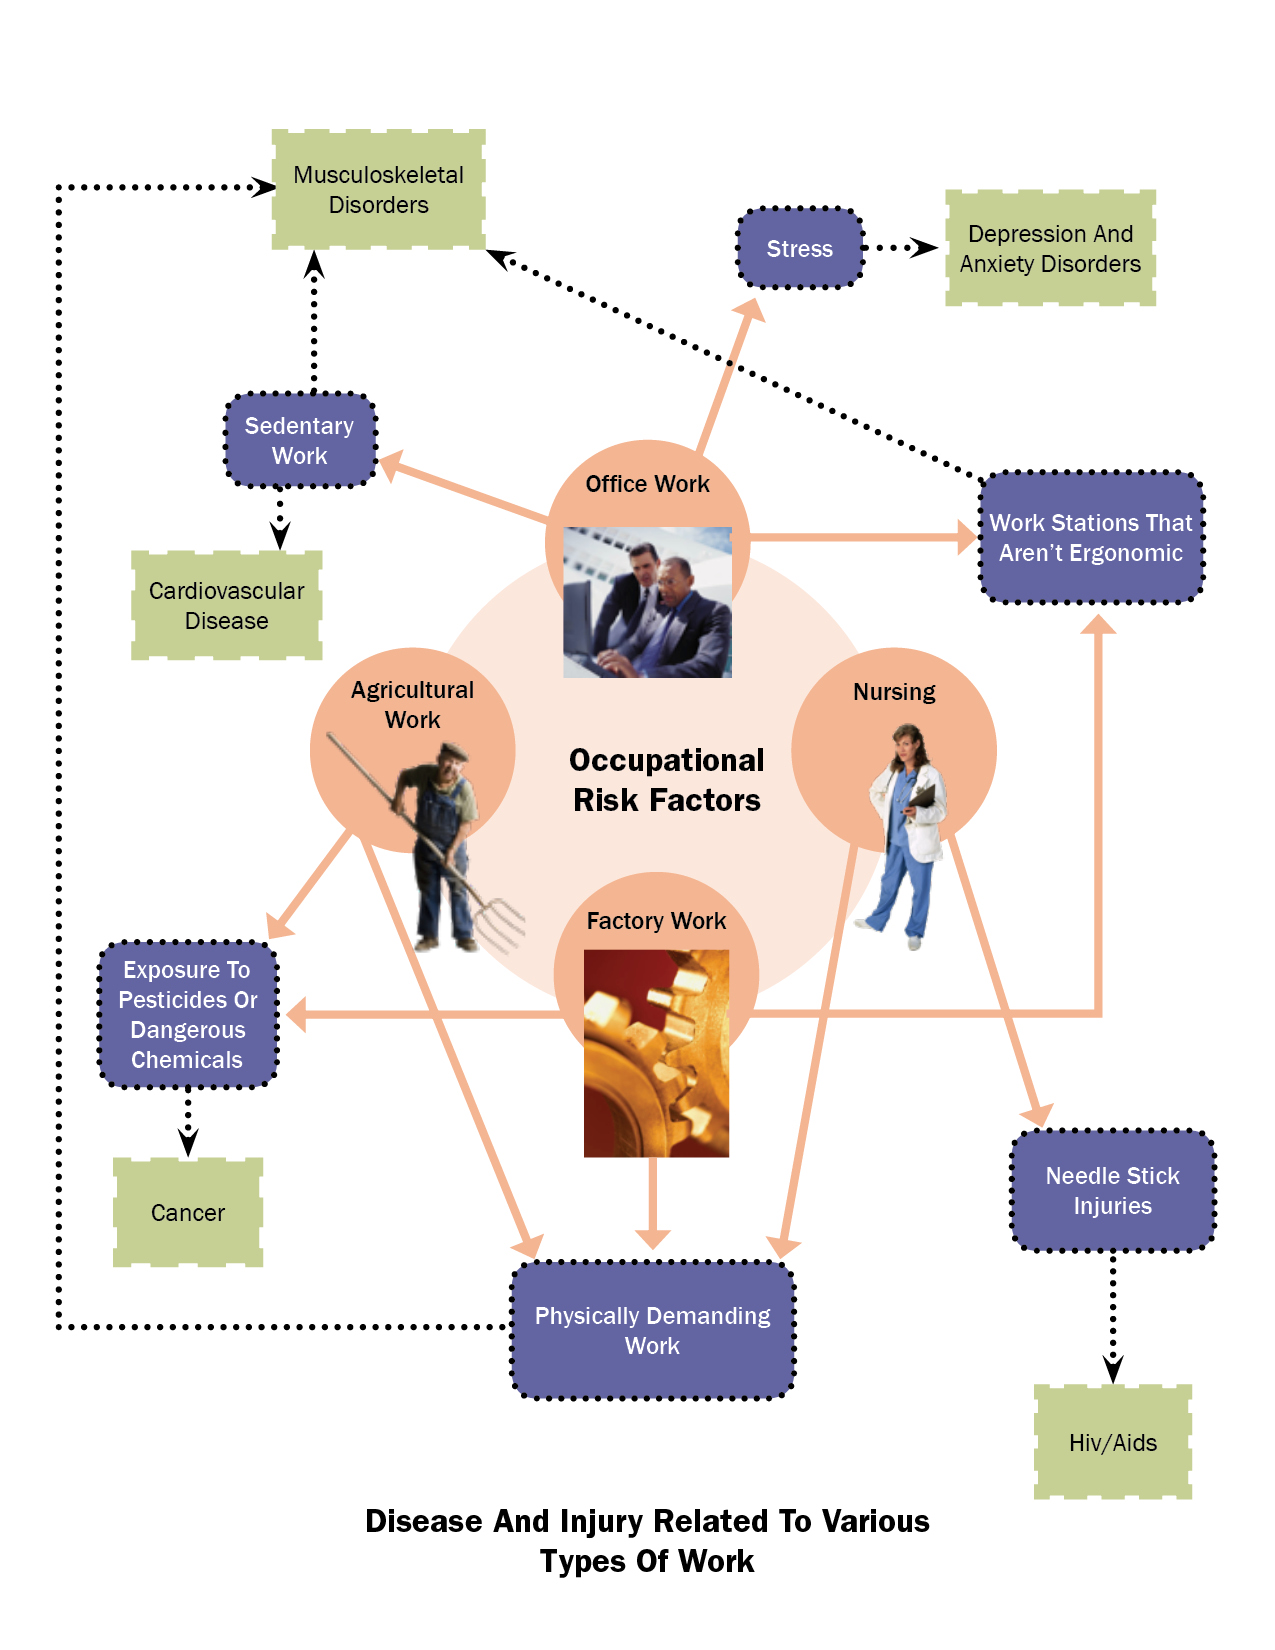 Musculoskeletal
Disorders
Stress
Depression And
Anxiety Disorders
Sedentary
Work
Office Work
Work Stations That
Aren’t Ergonomic
Cardiovascular
Disease
Agricultural
Work
Nursing
Occupational
Risk Factors
Factory Work
Exposure To
Pesticides Or
Dangerous
Chemicals
Needle Stick
Injuries
Cancer
Physically Demanding
Work
Hiv/Aids
Disease And Injury Related To Various
Types Of Work